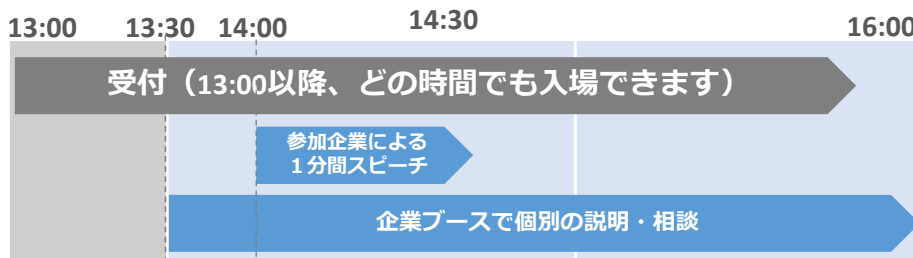 13:00 13:30 14:00 14:30 16:00
受付（13:00以降、どの時間でも入場できます）
参加企業による
１分間スピーチ
企業ブースで個別の説明・相談